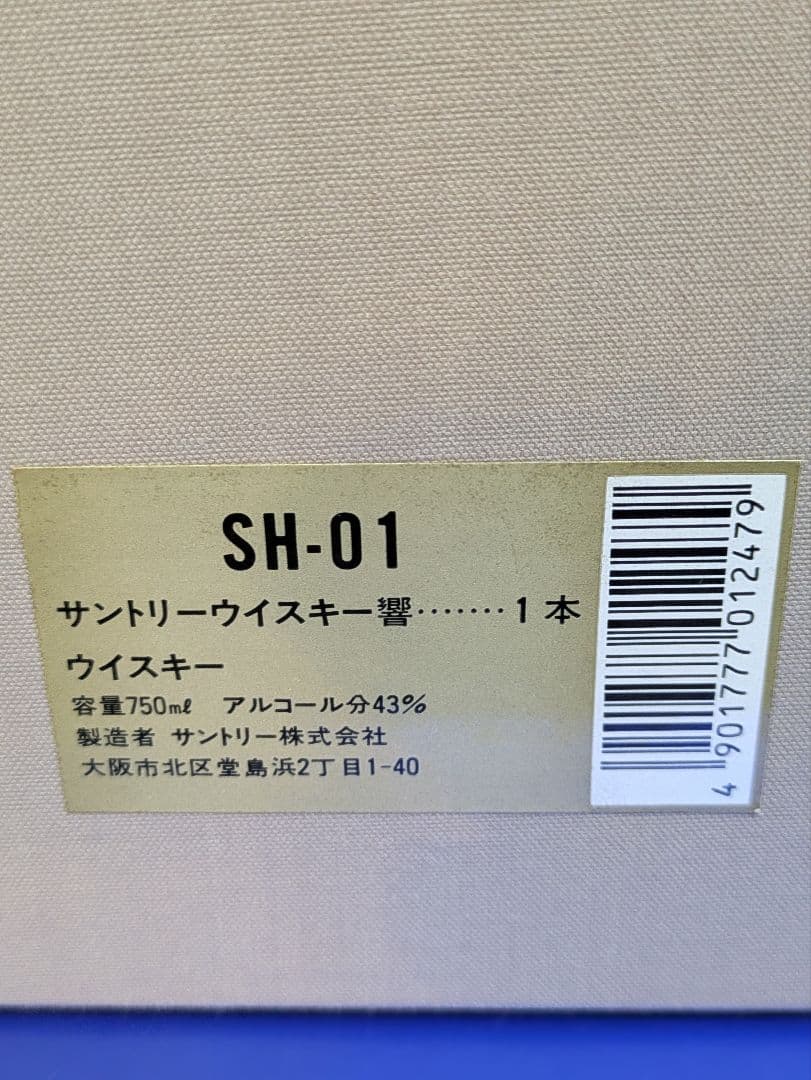 SH-01
サントリーウイスキー響‥‥‥‥1本
ウイスキー
容量750㎖ アルコール分43%
製造者 サントリー株式会社
大阪市北区堂島浜2丁目1-40
4 901777 012479